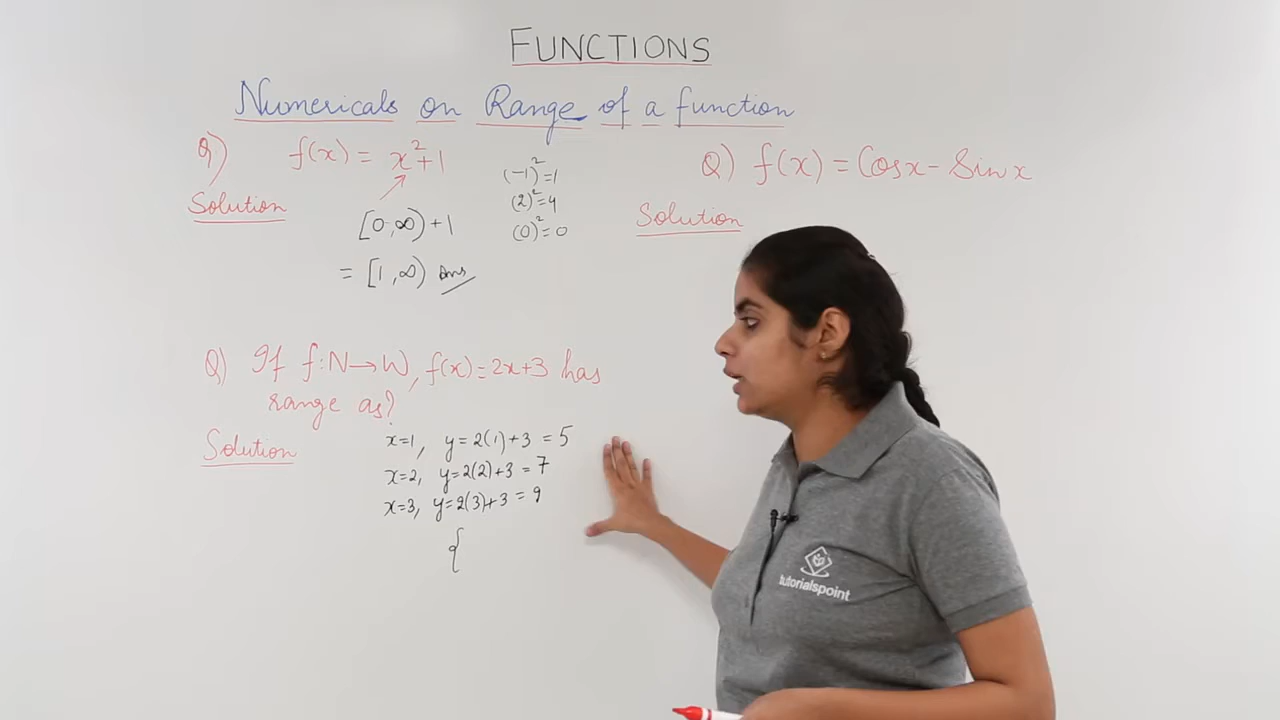 FUNCTIONS
Numericals on Range of a function
Q) f(x) = x²+1
Solution
[0,∞)+1
= [1,∞) ans
(-1)²=1
(2)²=4
(0)²=0
Q) If f:N→W, f(x)=2x+3 has
range as?
Solution
x=1, y=2(1)+3 = 5
x=2, y=2(2)+3 = 7
x=3, y=2(3)+3 = 9
{
Q) f(x) = Cosx - Sinx
Solution
tutorialspoint